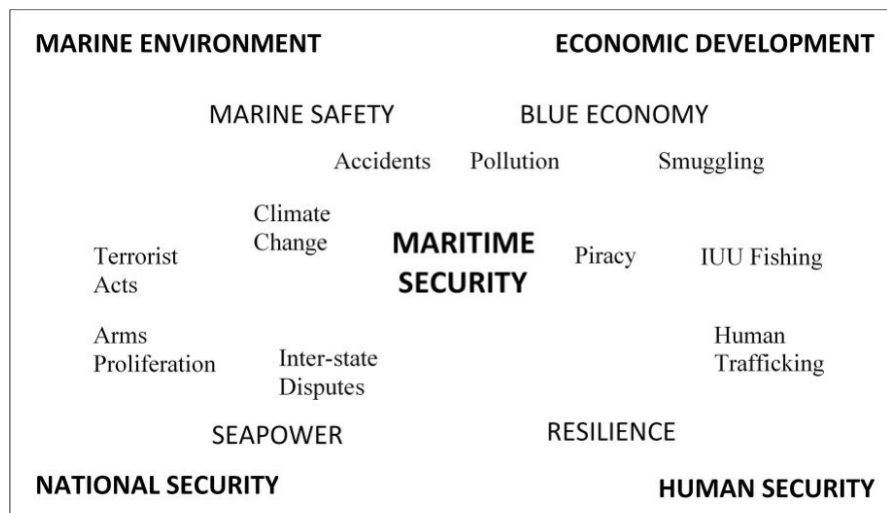 MARINE ENVIRONMENT
ECONOMIC DEVELOPMENT
MARINE SAFETY
BLUE ECONOMY
Accidents
Pollution
Smuggling
Climate
Change
MARITIME
SECURITY
Terrorist
Acts
Piracy
IUU Fishing
Arms
Proliferation
Inter-state
Disputes
Human
Trafficking
SEAPOWER
RESILIENCE
NATIONAL SECURITY
HUMAN SECURITY